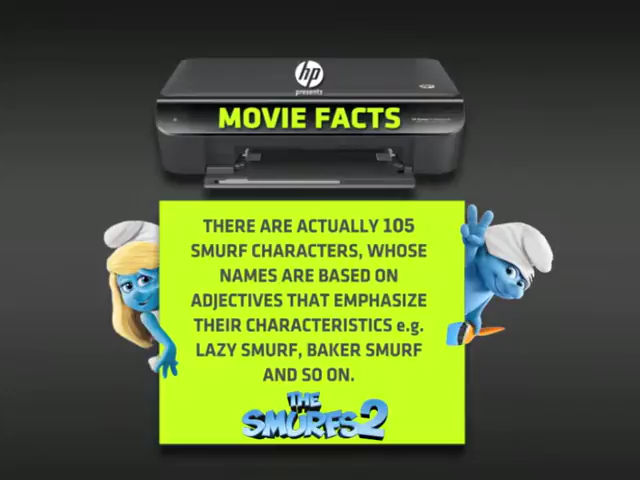 hp
presents
MOVIE FACTS
THERE ARE ACTUALLY 105
SMURF CHARACTERS, WHOSE
NAMES ARE BASED ON
ADJECTIVES THAT EMPHASIZE
THEIR CHARACTERISTICS e.g.
LAZY SMURF, BAKER SMURF
AND SO ON.
THE
SMURFS 2